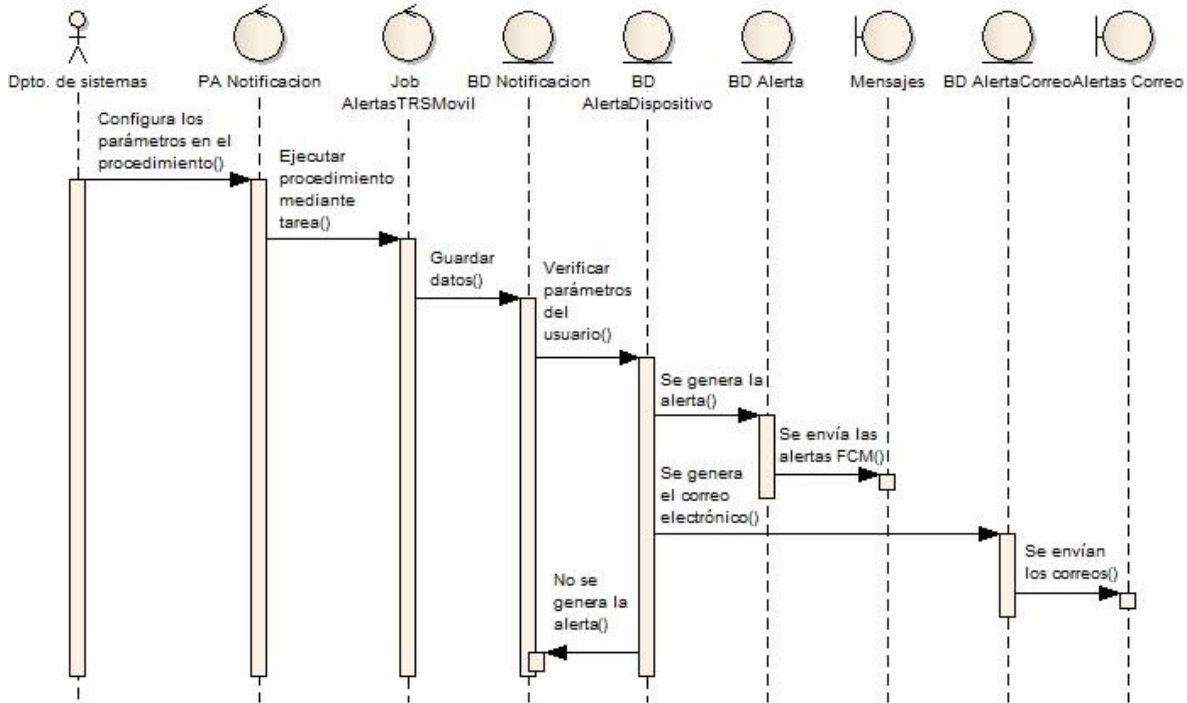 Dpto. de sistemas
PA Notificacion
Job
AlertasTRSMovil
BD Notificacion
BD
AlertaDispositivo
BD Alerta
Mensajes
BD AlertaCorreo
Alertas Correo
Configura los
parámetros en el
procedimiento()
Ejecutar
procedimiento
mediante
tarea()
Guardar
datos()
Verificar
parámetros
del
usuario()
Se genera la
alerta()
Se envía las
alertas FCM()
Se genera
el correo
electrónico()
Se envían
los correos()
No se
genera la
alerta()